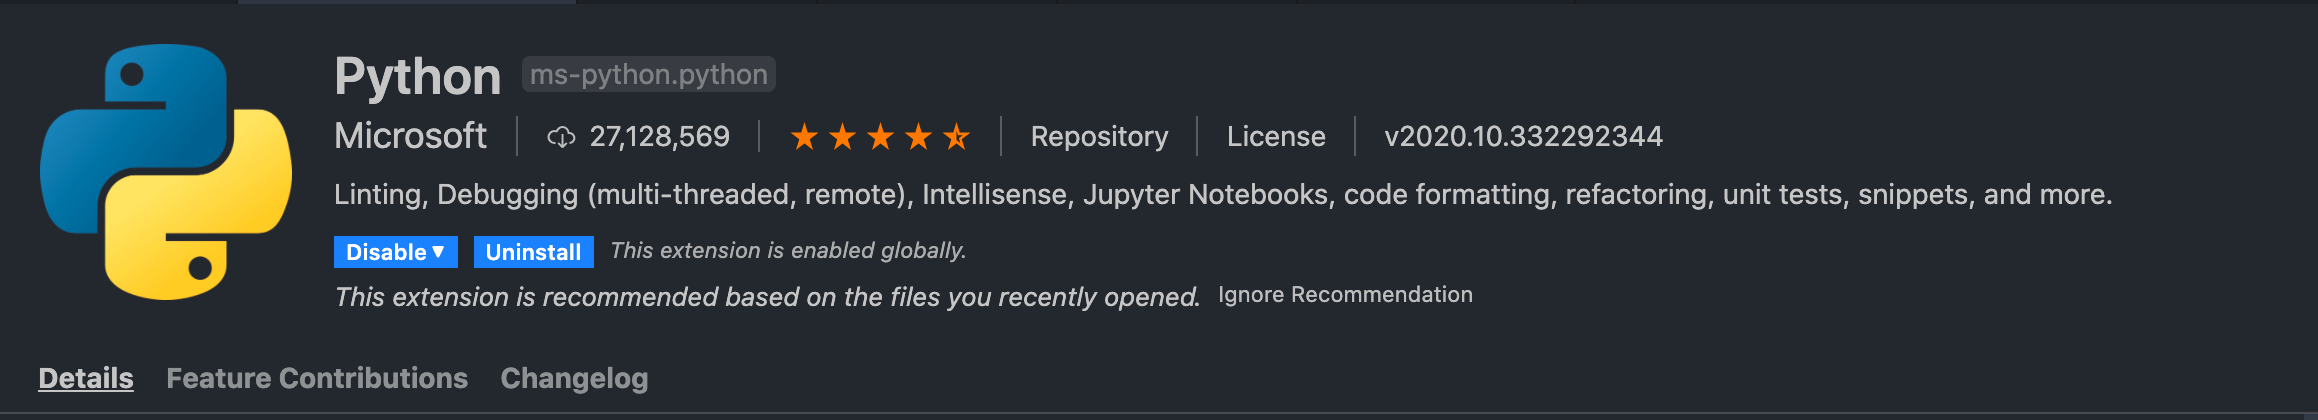 Python ms-python.python
Microsoft 27,128,569 Repository License v2020.10.332292344
Linting, Debugging (multi-threaded, remote), Intellisense, Jupyter Notebooks, code formatting, refactoring, unit tests, snippets, and more.
Disable Uninstall This extension is enabled globally.
This extension is recommended based on the files you recently opened. Ignore Recommendation
Details Feature Contributions Changelog